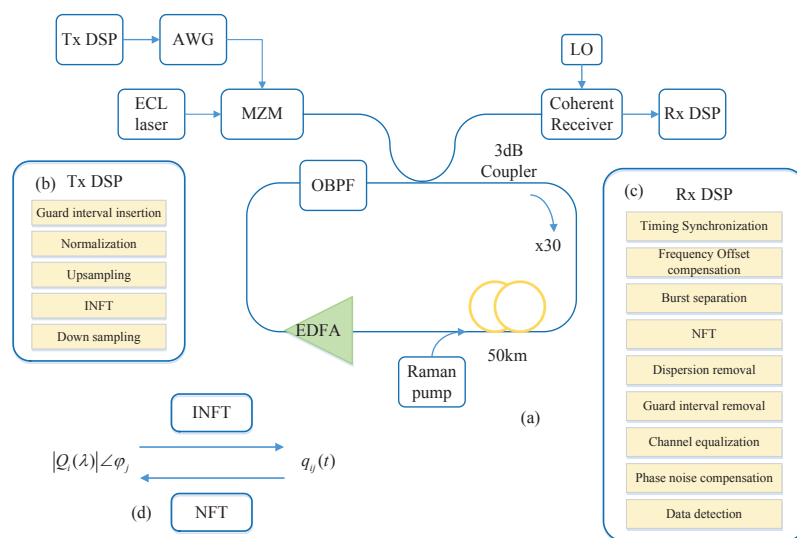 Tx DSP
AWG
LO
ECL
laser
MZM
Coherent
Receiver
Rx DSP
3dB
Coupler
OBPF
x30
EDFA
50km
Raman
pump
(a)
(b)
Tx DSP
Guard interval insertion
Normalization
Upsampling
INFT
Down sampling
(c)
Rx DSP
Timing Synchronization
Frequency Offset
compensation
Burst separation
NFT
Dispersion removal
Guard interval removal
Channel equalization
Phase noise compensation
Data detection
INFT
|Q_i(λ)|∠φ_j
q_{ij}(t)
(d)
NFT